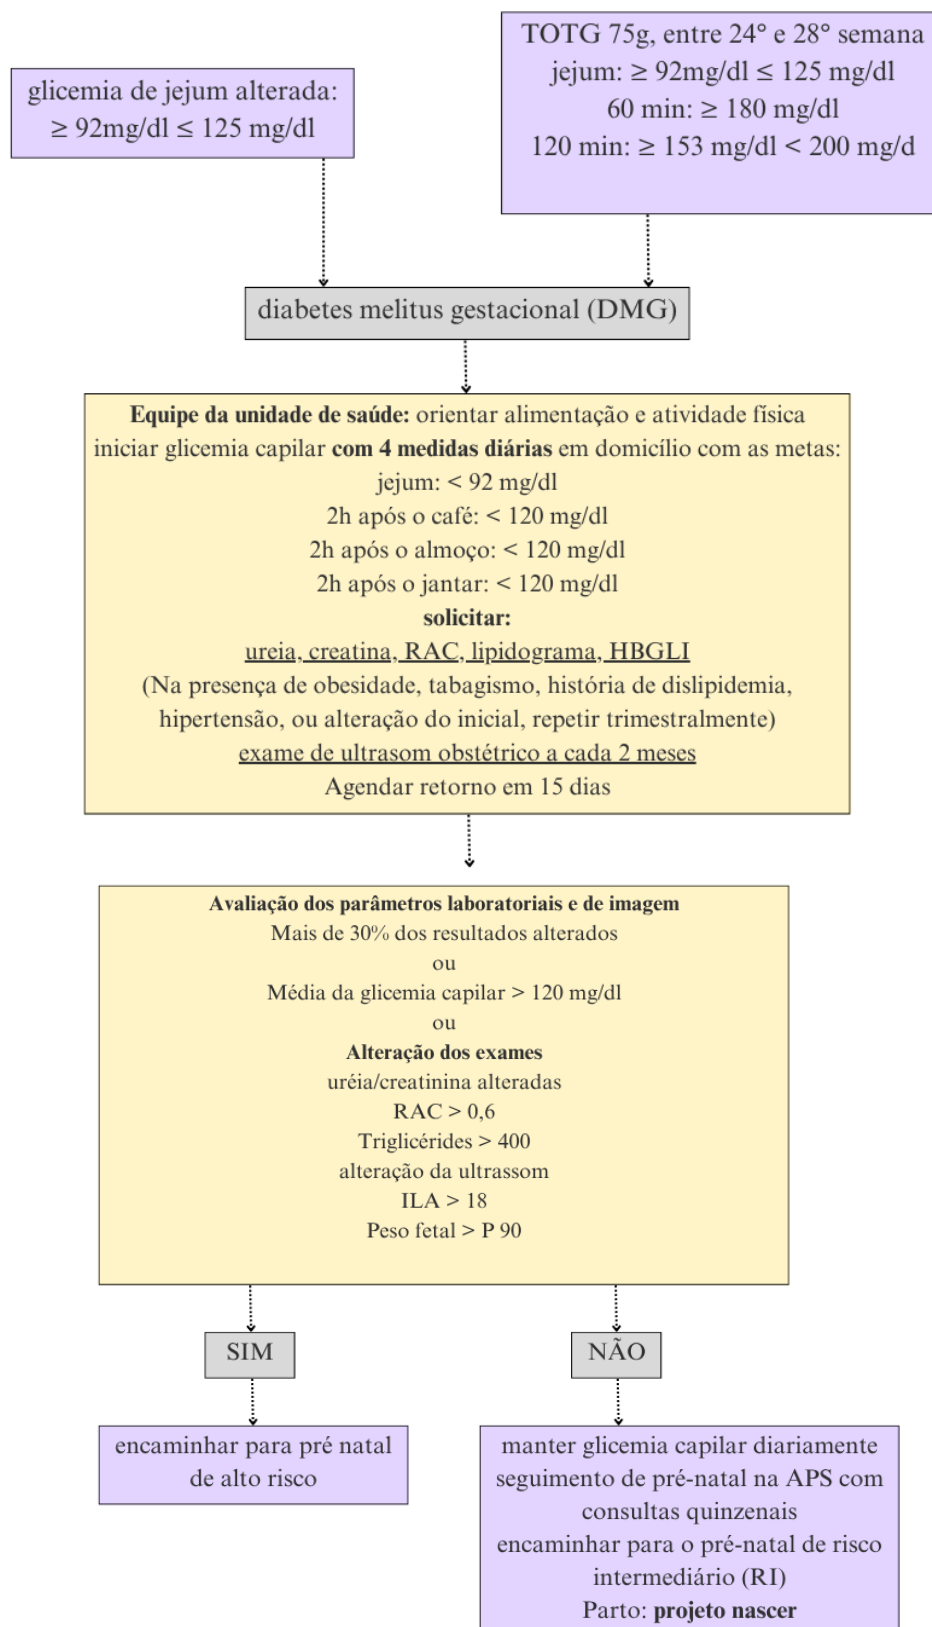 glicemia de jejum alterada:
≥ 92mg/dl ≤ 125 mg/dl
TOTG 75g, entre 24° e 28° semana
jejum: ≥ 92mg/dl ≤ 125 mg/dl
60 min: ≥ 180 mg/dl
120 min: ≥ 153 mg/dl < 200 mg/d
diabetes melitus gestacional (DMG)
Equipe da unidade de saúde: orientar alimentação e atividade física
iniciar glicemia capilar com 4 medidas diárias em domicílio com as metas:
jejum: < 92 mg/dl
2h após o café: < 120 mg/dl
2h após o almoço: < 120 mg/dl
2h após o jantar: < 120 mg/dl
solicitar:
ureia, creatina, RAC, lipidograma, HBGLI
(Na presença de obesidade, tabagismo, história de dislipidemia,
hipertensão, ou alteração do inicial, repetir trimestralmente)
exame de ultrasom obstétrico a cada 2 meses
Agendar retorno em 15 dias
Avaliação dos parâmetros laboratoriais e de imagem
Mais de 30% dos resultados alterados
ou
Média da glicemia capilar > 120 mg/dl
ou
Alteração dos exames
uréia/creatinina alteradas
RAC > 0,6
Triglicérides > 400
alteração da ultrassom
ILA > 18
Peso fetal > P 90
SIM
NÃO
encaminhar para pré natal
de alto risco
manter glicemia capilar diariamente
seguimento de pré-natal na APS com
consultas quinzenais
encaminhar para o pré-natal de risco
intermediário (RI)
Parto: projeto nascer